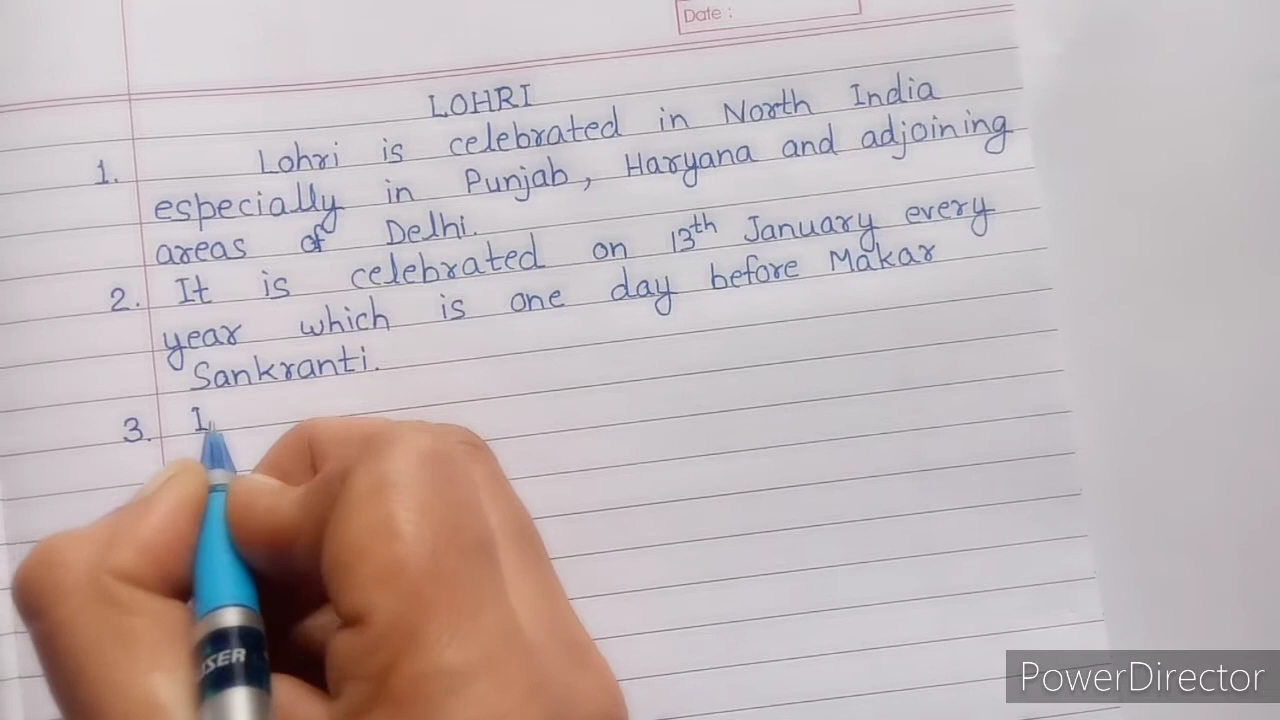 Date :
LOHRI
1. Lohri is celebrated in North India
especially in Punjab, Haryana and adjoining
areas of Delhi.
2. It is celebrated on 13th January every
year which is one day before Makar
Sankranti.
3. I
PowerDirector